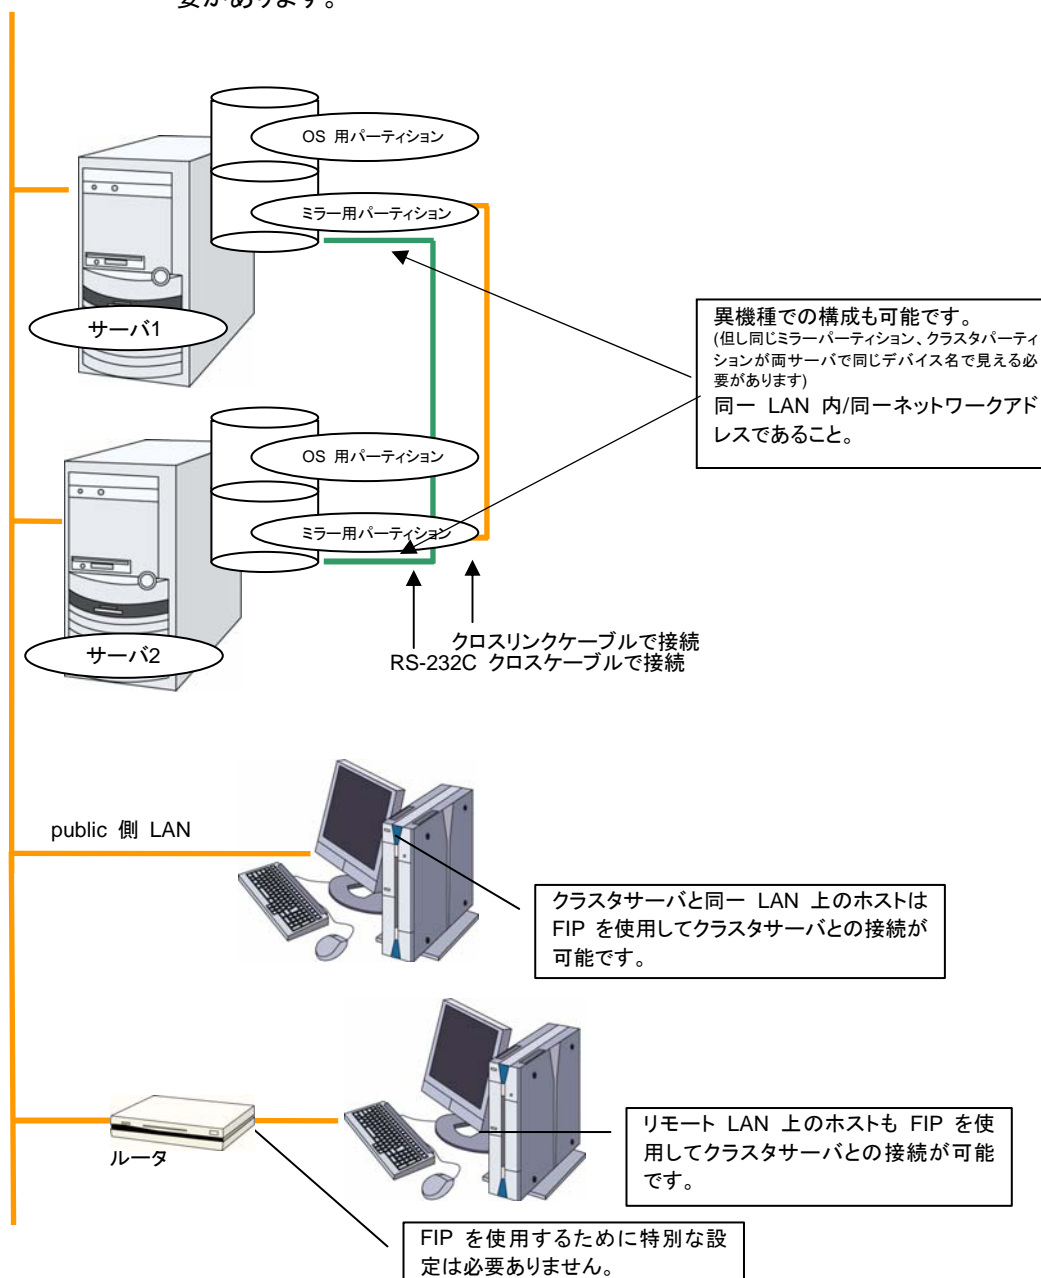 要があります。
OS 用パーティション
ミラー用パーティション
サーバ1
異機種での構成も可能です。
(但し同じミラーパーティション、クラスタパーティ
ションが両サーバで同じデバイス名で見える必
要があります)
同一 LAN 内/同一ネットワークアド
レスであること。
OS 用パーティション
ミラー用パーティション
サーバ2
クロスリンクケーブルで接続
RS-232C クロスケーブルで接続
public 側 LAN
クラスタサーバと同一 LAN 上のホストは
FIP を使用してクラスタサーバとの接続が
可能です。
リモート LAN 上のホストも FIP を使
用してクラスタサーバとの接続が可能
です。
ルータ
FIP を使用するために特別な設
定は必要ありません。